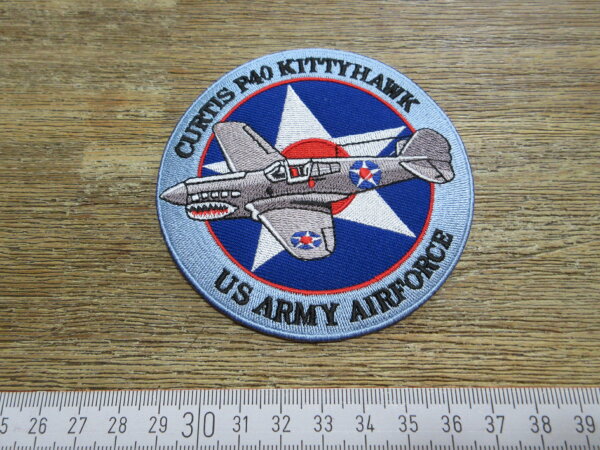 CURTIS P40 KITTYHAWK
US ARMY AIRFORCE
5 26 27 28 29 30 31 32 33 34 35 36 37 38 39